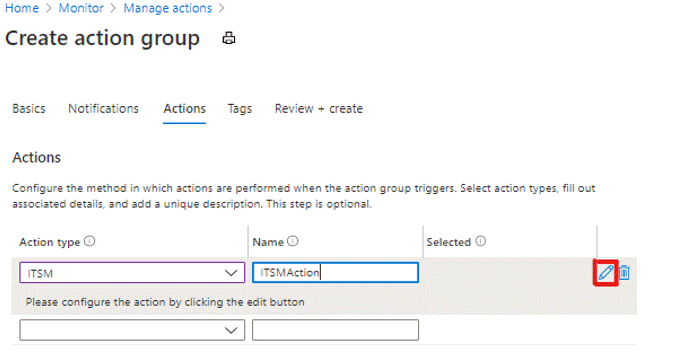 Home > Monitor > Manage actions >
Create action group
Basics Notifications Actions Tags Review + create
Actions
Configure the method in which actions are performed when the action group triggers. Select action types, fill out
associated details, and add a unique description. This step is optional.
Action type Name Selected
ITSM ITSMAction
Please configure the action by clicking the edit button